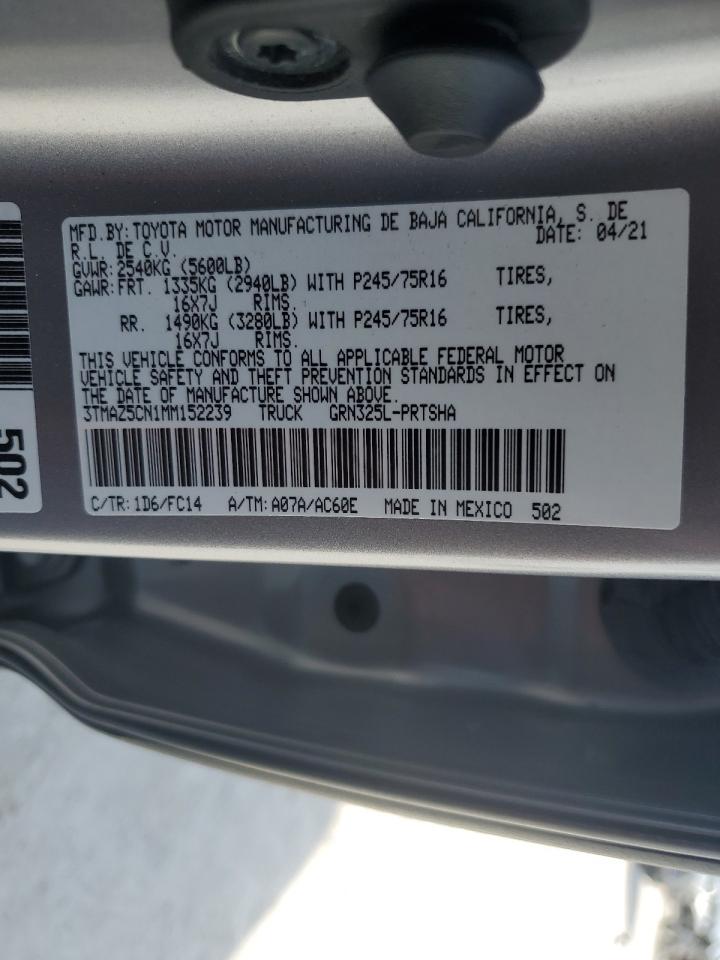 MFD.BY:TOYOTA MOTOR MANUFACTURING DE BAJA CALIFORNIA, S. DE
R.L. DE C.V. DATE: 04/21
GVWR:2540KG (5600LB)
GAWR:FRT. 1335KG (2940LB) WITH P245/75R16 TIRES,
16X7J RIMS.
RR. 1490KG (3280LB) WITH P245/75R16 TIRES,
16X7J RIMS.
THIS VEHICLE CONFORMS TO ALL APPLICABLE FEDERAL MOTOR
VEHICLE SAFETY AND THEFT PREVENTION STANDARDS IN EFFECT ON
THE DATE OF MANUFACTURE SHOWN ABOVE.
3TMAZ5CN1MM152239 TRUCK GRN325L-PRTSHA
C/TR:1D6/FC14 A/TM:A07A/AC60E MADE IN MEXICO 502
502